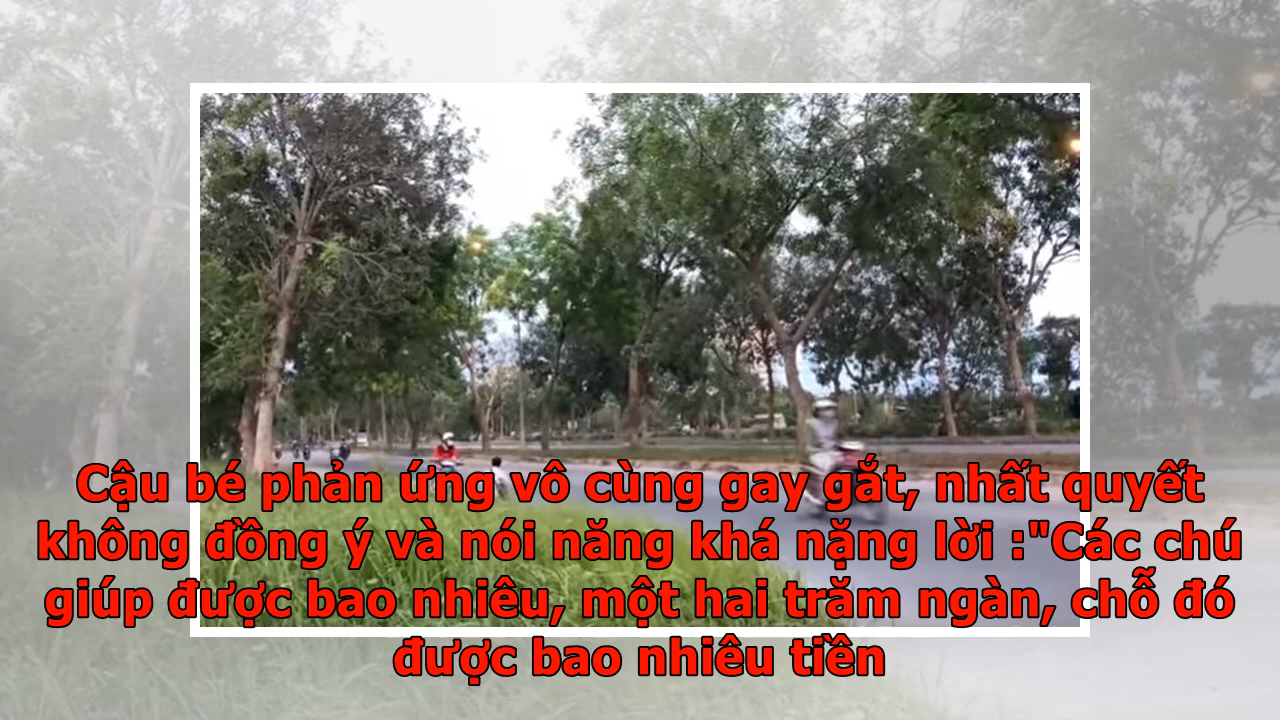 Cậu bé phản ứng vô cùng gay gắt, nhất quyết
không đồng ý và nói năng khá nặng lời :"Các chú
giúp được bao nhiêu, một hai trăm ngàn, chỗ đó
được bao nhiêu tiền